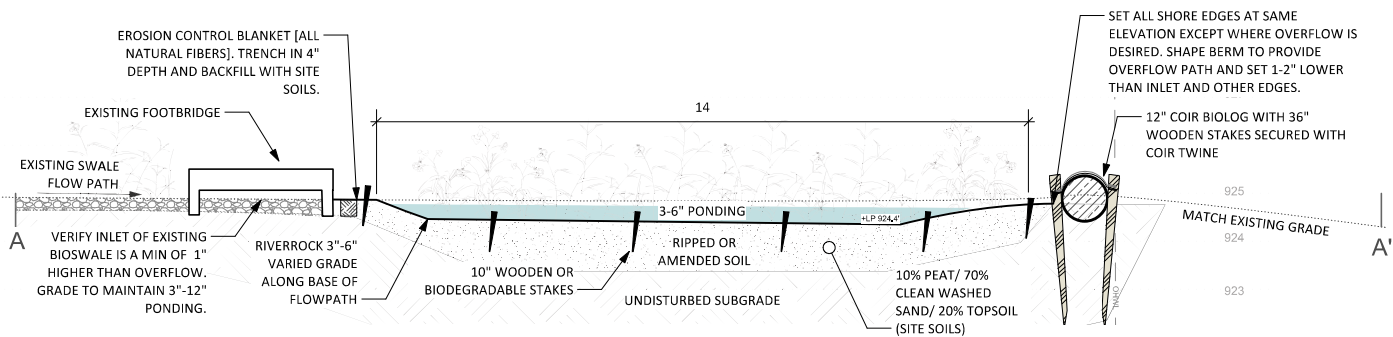 EROSION CONTROL BLANKET [ALL
NATURAL FIBERS]. TRENCH IN 4"
DEPTH AND BACKFILL WITH SITE
SOILS.
EXISTING FOOTBRIDGE
EXISTING SWALE
FLOW PATH
14
SET ALL SHORE EDGES AT SAME
ELEVATION EXCEPT WHERE OVERFLOW IS
DESIRED. SHAPE BERM TO PROVIDE
OVERFLOW PATH AND SET 1-2" LOWER
THAN INLET AND OTHER EDGES.
12" COIR BIOLOG WITH 36"
WOODEN STAKES SECURED WITH
COIR TWINE
3-6" PONDING
+LP 924.4'
925
MATCH EXISTING GRADE
924
923
A
A'
VERIFY INLET OF EXISTING
BIOSWALE IS A MIN OF 1"
HIGHER THAN OVERFLOW.
GRADE TO MAINTAIN 3"-12"
PONDING.
RIVERROCK 3"-6"
VARIED GRADE
ALONG BASE OF
FLOWPATH
10" WOODEN OR
BIODEGRADABLE STAKES
RIPPED OR
AMENDED SOIL
UNDISTURBED SUBGRADE
10% PEAT/ 70%
CLEAN WASHED
SAND/ 20% TOPSOIL
(SITE SOILS)